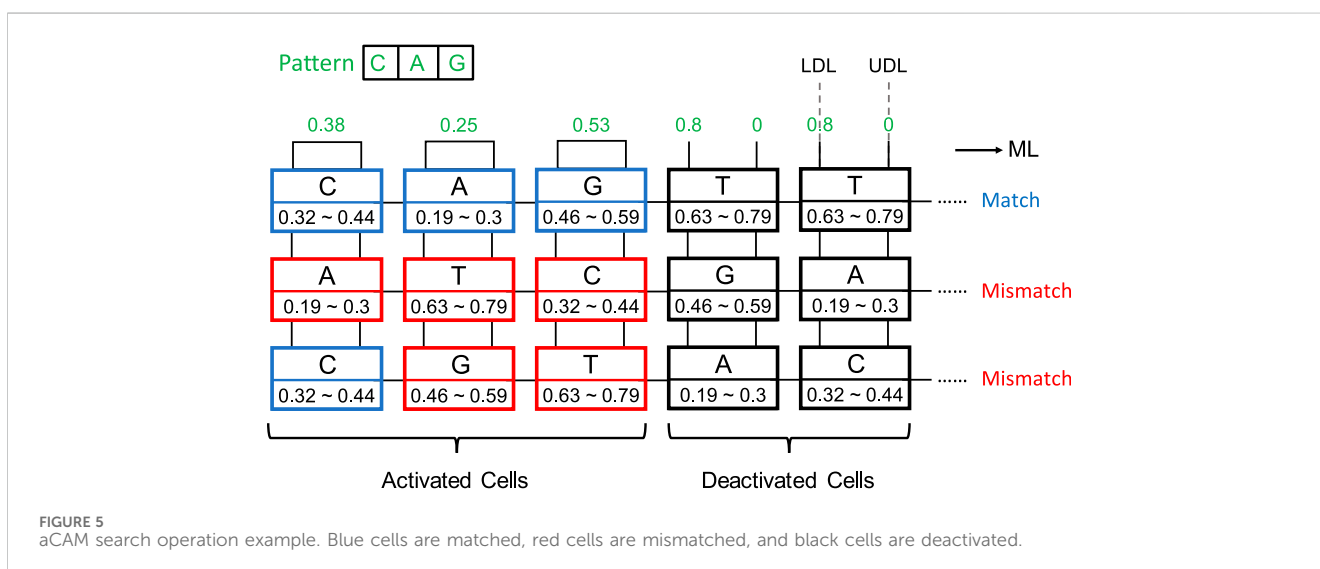 Pattern C A G
LDL UDL
0.38 0.25 0.53 0.8 0 0.8 0
ML
C A G T T
0.32 ~ 0.44 0.19 ~ 0.3 0.46 ~ 0.59 0.63 ~ 0.79 0.63 ~ 0.79 ...... Match
A T C G A
0.19 ~ 0.3 0.63 ~ 0.79 0.32 ~ 0.44 0.46 ~ 0.59 0.19 ~ 0.3 ...... Mismatch
C G T A C
0.32 ~ 0.44 0.46 ~ 0.59 0.63 ~ 0.79 0.19 ~ 0.3 0.32 ~ 0.44 ...... Mismatch
Activated Cells Deactivated Cells
FIGURE 5
aCAM search operation example. Blue cells are matched, red cells are mismatched, and black cells are deactivated.